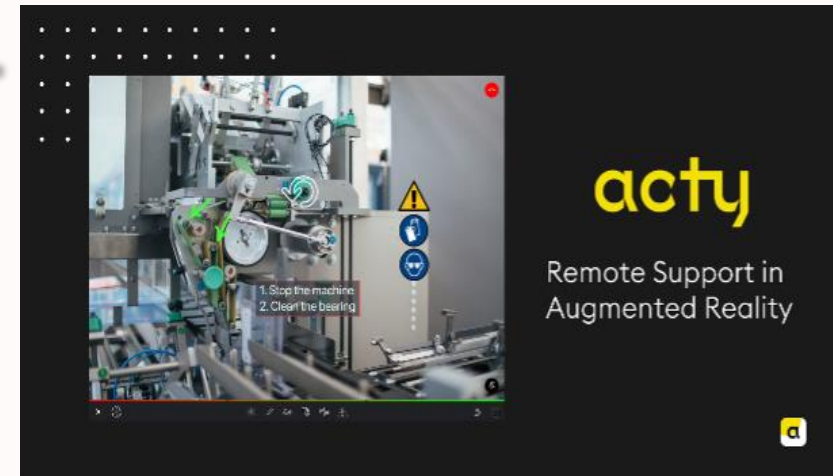 1. Stop the machine
2. Clean the bearing
acty
Remote Support in
Augmented Reality
a